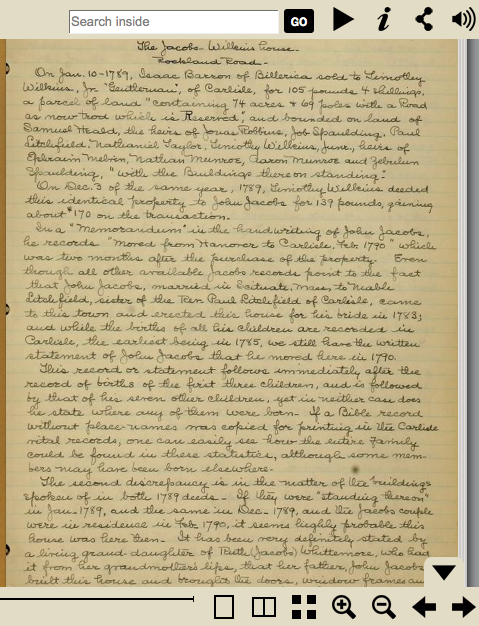 Search inside
GO
The Jacobs-Wilkins house.
Rockland Road.
On Jan. 10-1789, Isaac Barron of Billerica sold to Timothy
Wilkins, Jr. "Gentleman", of Carlisle, for 105 pounds 4 shillings,
a parcel of land "containing 74 acres & 69 poles with a Road
as now trod which is Reserved", and bounded on land of
Samuel Heald, the heirs of Jonas Robbins, Job Spaulding, Paul
Litchfield, Nathaniel Taylor, Timothy Wilkins, Junr., heirs of
Ephraim Melvin, Nathan Munroe, Aaron Munroe and Zebulun
Spaulding, "with the Buildings thereon standing."
On Dec. 3 of the same year, 1789, Timothy Wilkins deeded
this identical property to John Jacobs for 139 pounds, gaining
about $170 on the transaction.
In a "Memorandum" in the handwriting of John Jacobs,
he records "moved from Hanover to Carlisle, Feb. 1790" which
was two months after the purchase of the property. Even
though all other available Jacobs records point to the fact
that John Jacobs, married in Scituate, Mass, to
Litchfield, sister of the Rev. Paul Litchfield of Carlisle, came
to this town and erected this house for his bride in 1783;
and while the births of all his children are recorded in
Carlisle, the earliest being in 1785, we still have the written
statement of John Jacobs that he moved here in 1790.
This record or statement follows immediately after the
record of births of the first three children, and is followed
by that of his seven other children, yet in neither case does
he state where any of them were born. If a Bible record
without place-names was copied for printing in the Carlisle
vital records, one can easily see how the entire family
could be found in these statistics, although some mem-
bers may have been born elsewhere.
The second discrepancy is in the matter of the "buildings"
spoken of in both 1789 deeds. If they were "standing thereon"
in Jan. 1789, and the same in Dec. 1789, and the Jacobs couple
were in residence in Feb. 1790, it seems highly probable this
house was here then. It has been very definitely stated by
a living grand-daughter of Ruth (Jacobs) Whittemore, who had
it from her grandmother's lips, that her father, John Jacobs
built this house and brought the doors, window frames an